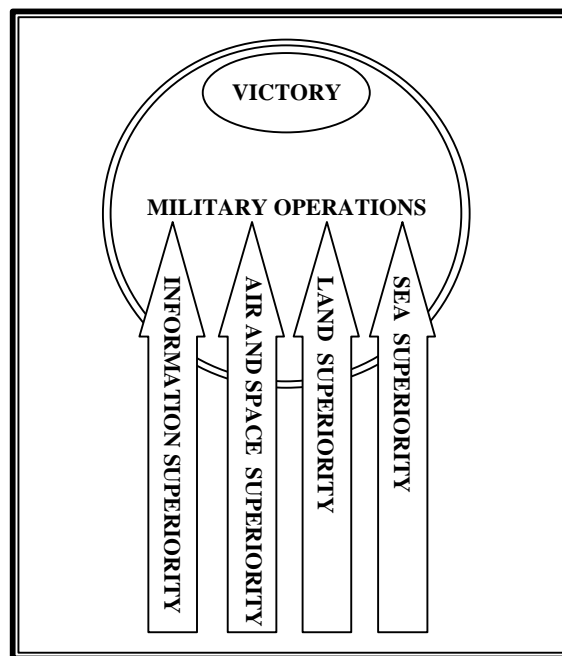 VICTORY
MILITARY OPERATIONS
INFORMATION SUPERIORITY
AIR AND SPACE SUPERIORITY
LAND SUPERIORITY
SEA SUPERIORITY